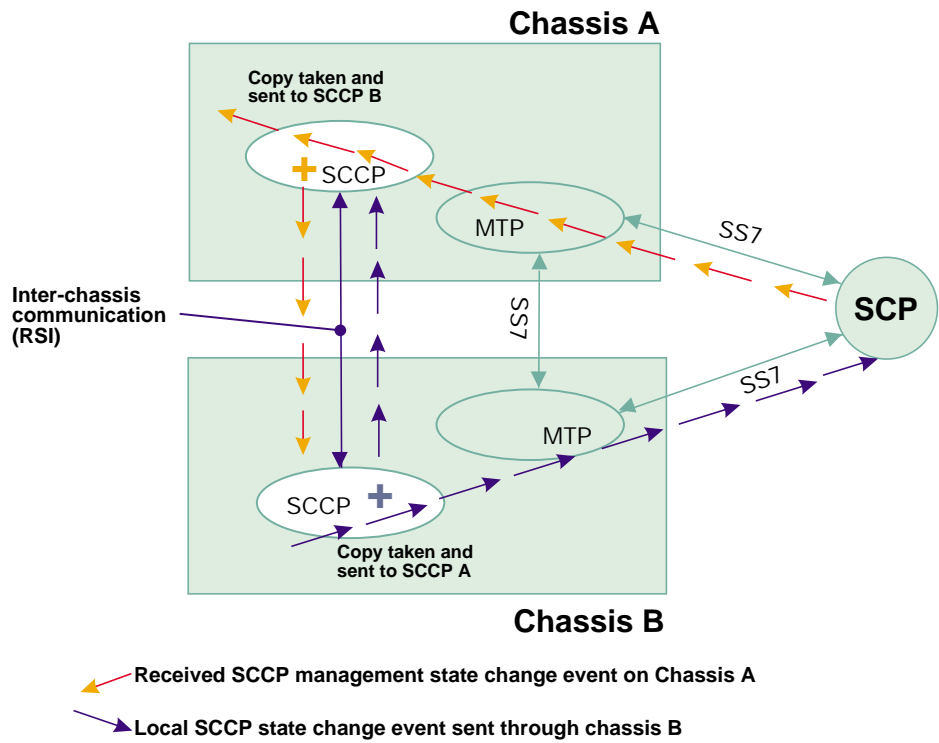 Chassis A
Copy taken and
sent to SCCP B
SCCP
MTP
SS7
Inter-chassis
communication
(RSI)
SS7
SCP
SS7
MTP
SCCP
Copy taken and
sent to SCCP A
Chassis B
Received SCCP management state change event on Chassis A
Local SCCP state change event sent through chassis B